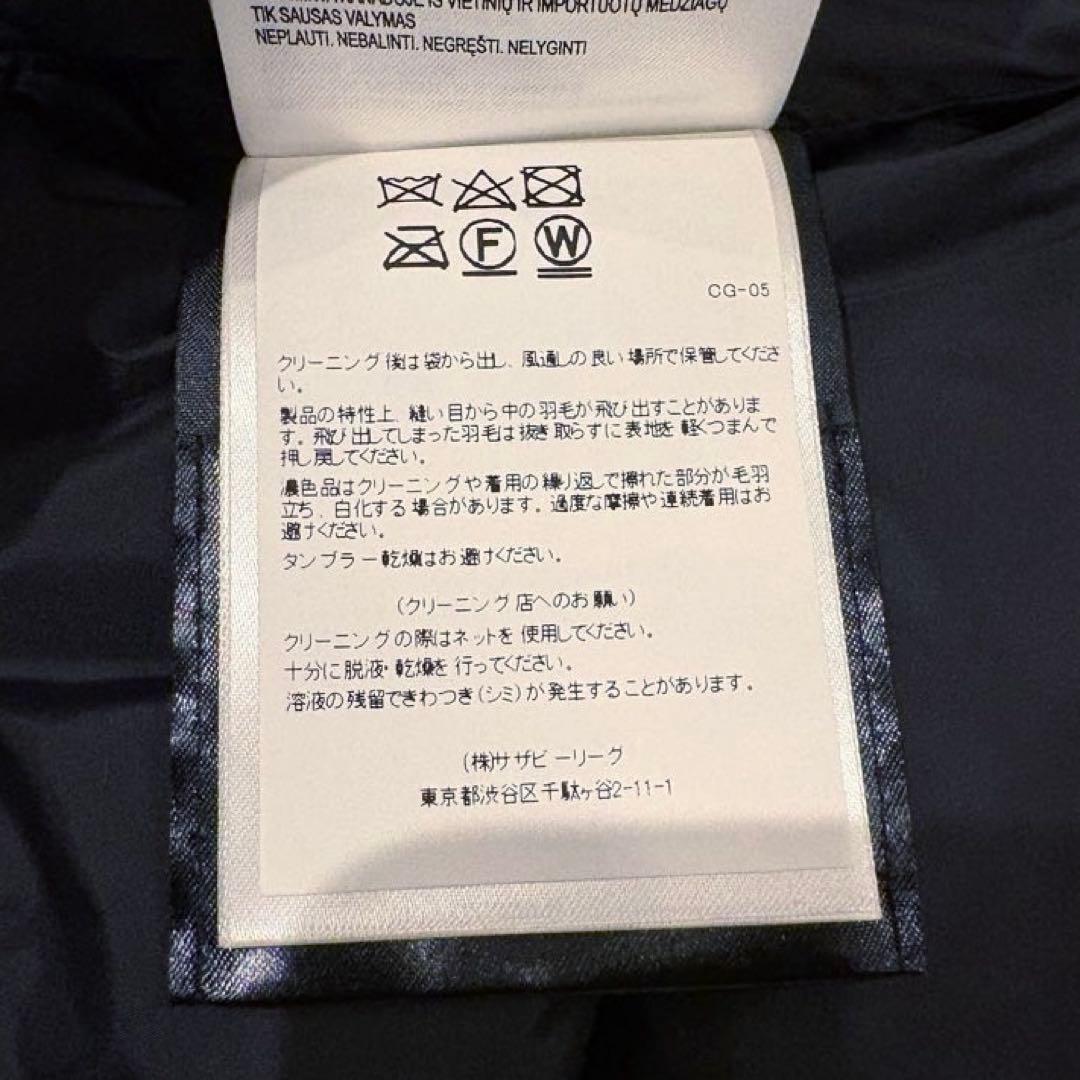 IŠ VIETINIŲ IR IMPORTUOTŲ MEDŽIAGŲ
TIK SAUSAS VALYMAS
NEPLAUTI. NEBALINTI. NEGRĘŠTI. NELYGINTI
F W
CG-05
クリーニング後は袋から出し、風通しの良い場所で保管してくださ
い。
製品の特性上、縫い目から中の羽毛が飛び出すことがありま
す。飛び出してしまった羽毛は抜き取らずに表地を軽くつまんで
押し戻してください。
濃色品はクリーニングや着用の繰り返しで擦れた部分が毛羽
立ち、白化する場合があります。過度な摩擦や連続着用はお
避けください。
タンブラー乾燥はお避けください。
(クリーニング店へのお願い)
クリーニングの際はネットを使用してください。
十分に脱液・乾燥を行ってください。
溶液の残留できわつき(シミ)が発生することがあります。
(株)サザビーリーグ
東京都渋谷区千駄ヶ谷2-11-1